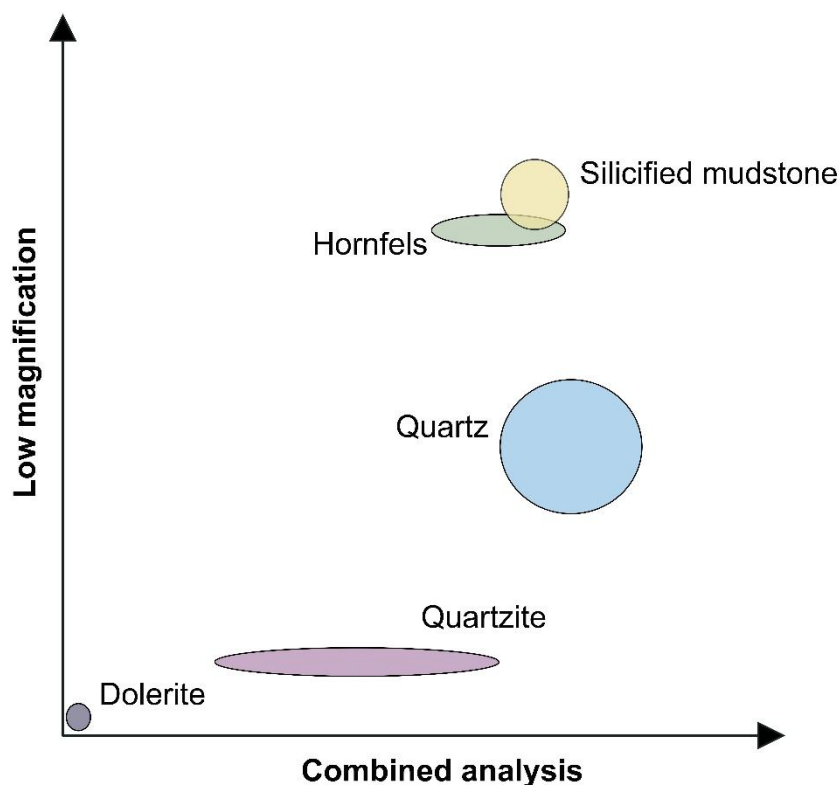 Silicified mudstone
Hornfels
Low magnification
Quartz
Quartzite
Dolerite
Combined analysis